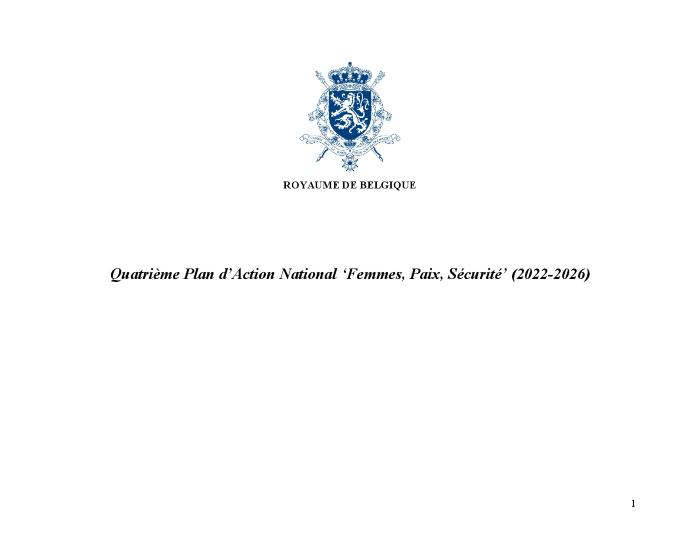 ROYAUME DE BELGIQUE
Quatrième Plan d’Action National ‘Femmes, Paix, Sécurité’ (2022-2026)
1